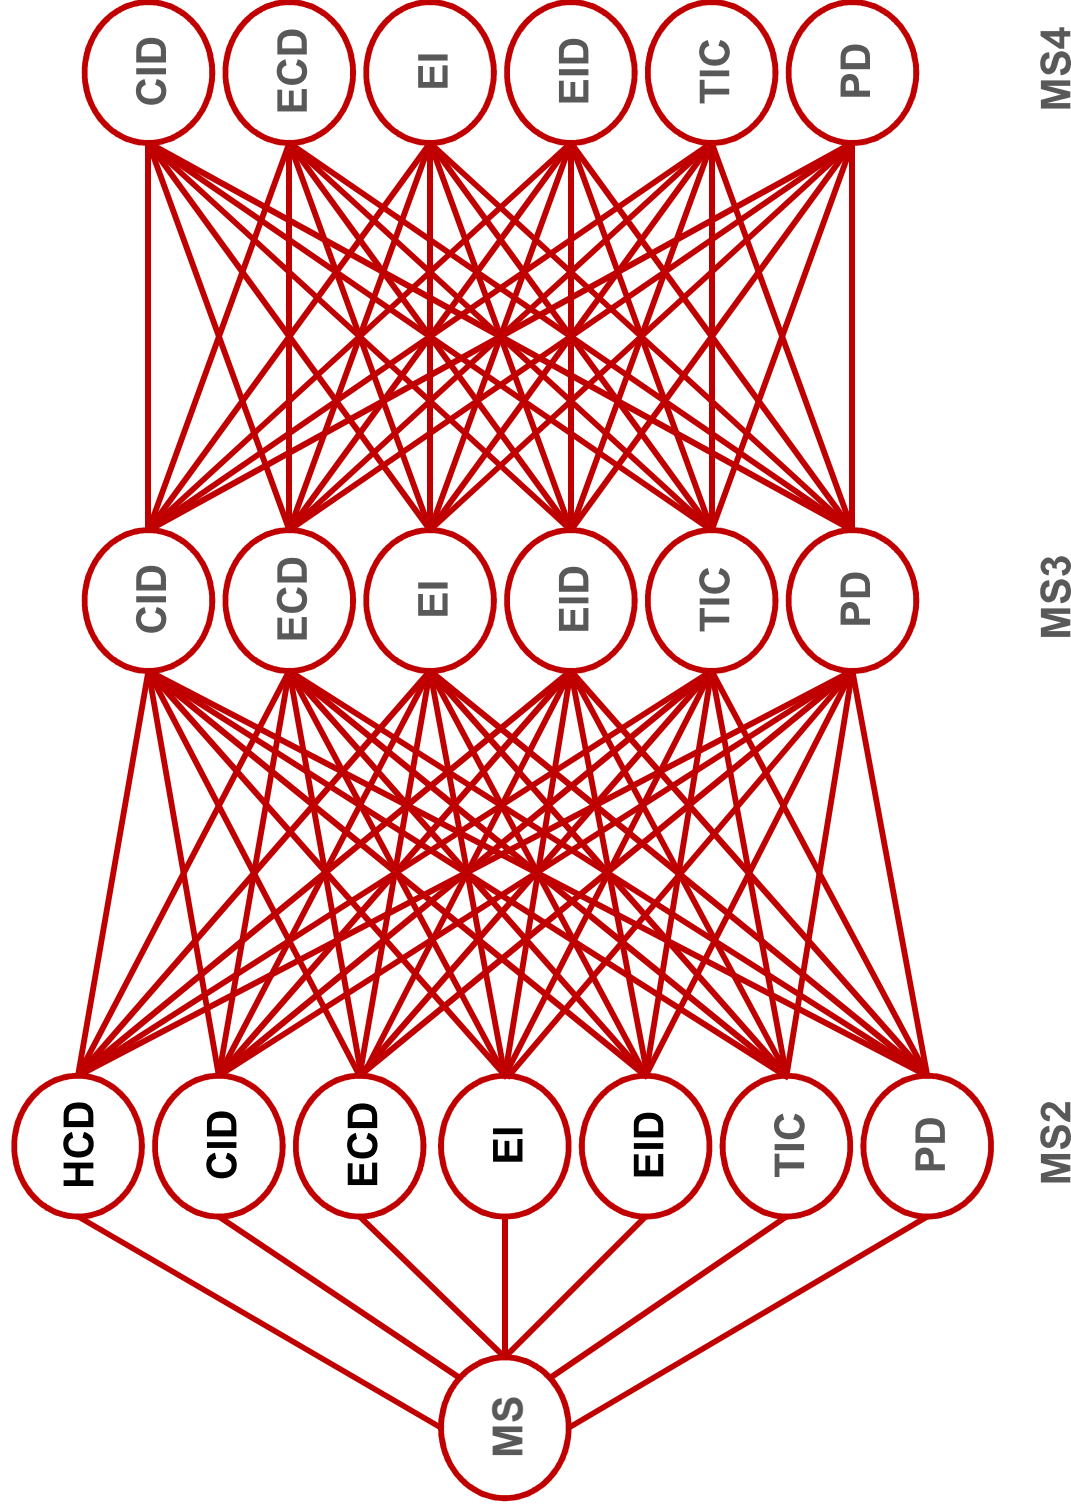 CID ECD EI EID TIC PD MS4
CID ECD EI EID TIC PD MS3
HCD CID ECD EI EID TIC PD MS2
MS